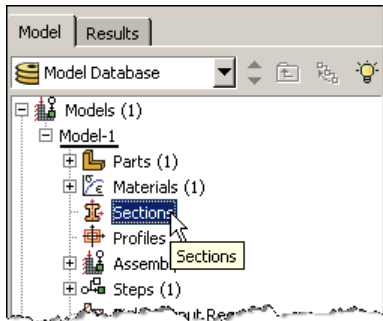 Model Results
Model Database
Models (1)
Model-1
Parts (1)
Materials (1)
Sections
Profiles
Sections
Steps (1)